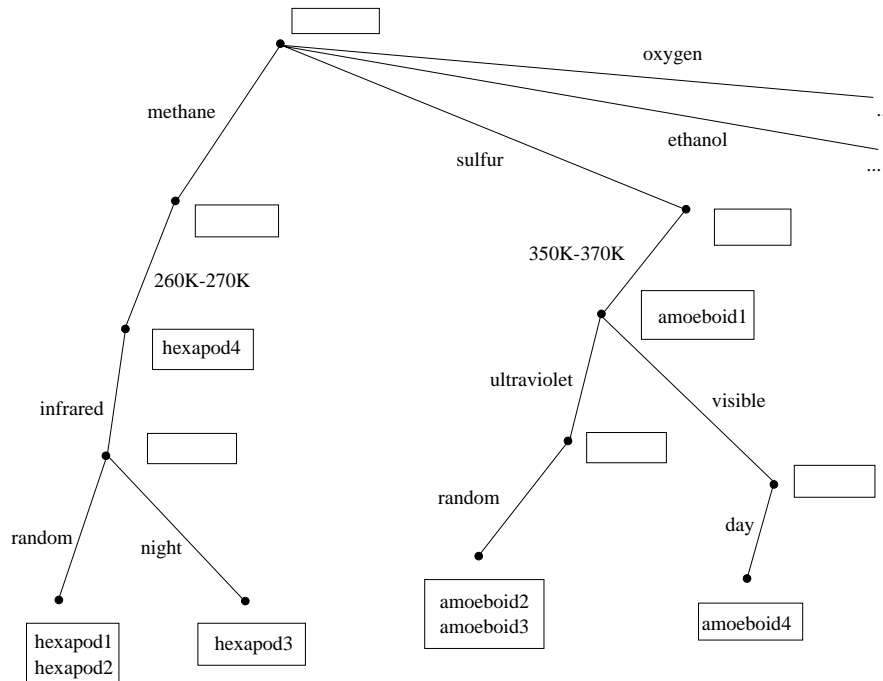 oxygen
methane
..
ethanol
sulfur
....
350K-370K
260K-270K
amoeboid1
hexapod4
ultraviolet
visible
infrared
random
day
random
night
amoeboid2
amoeboid3
amoeboid4
hexapod1
hexapod2
hexapod3